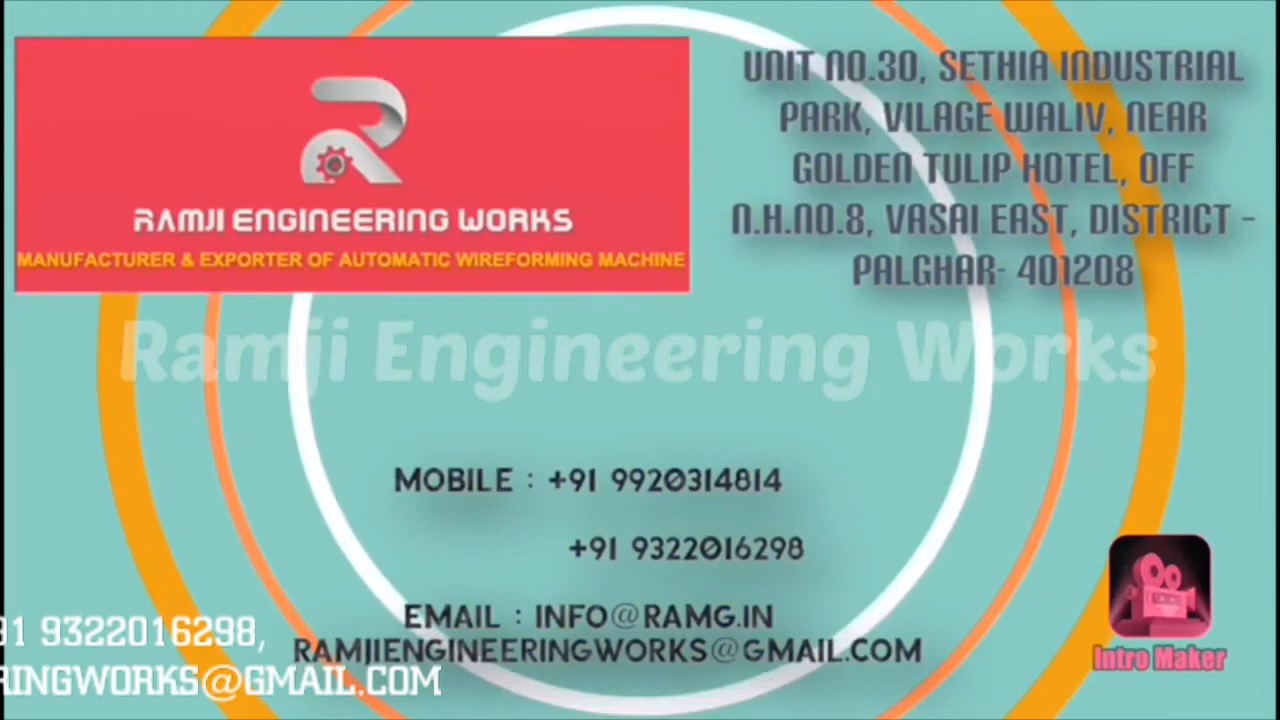 RAMJI ENGINEERING WORKS
MANUFACTURER & EXPORTER OF AUTOMATIC WIREFORMING MACHINE
UNIT NO.30, SETHIA INDUSTRIAL
PARK, VILAGE WALIV, NEAR
GOLDEN TULIP HOTEL, OFF
N.H.NO.8, VASAI EAST, DISTRICT -
PALGHAR- 401208
Ramji Engineering Works
MOBILE : +91 9920314814
+91 9322016298
EMAIL : INFO@RAMG.IN
RAMJIENGINEERINGWORKS@GMAIL.COM
91 9322016298,
RINGWORKS@GMAIL.COM
Intro Maker